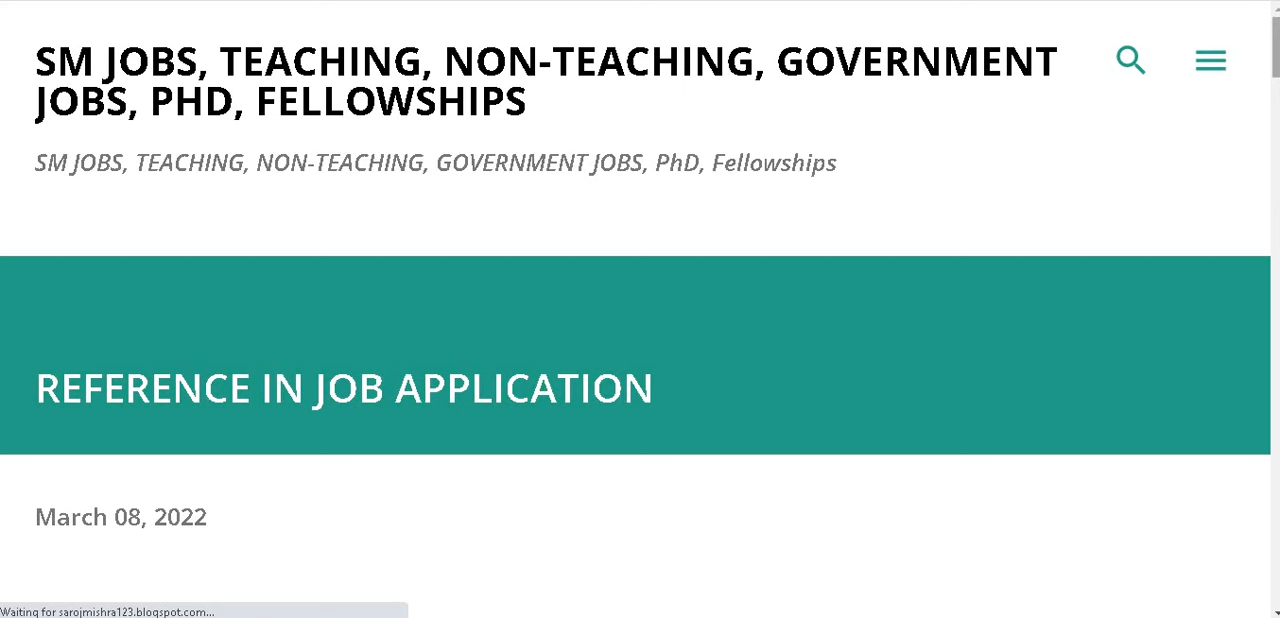 SM JOBS, TEACHING, NON-TEACHING, GOVERNMENT
JOBS, PHD, FELLOWSHIPS
SM JOBS, TEACHING, NON-TEACHING, GOVERNMENT JOBS, PhD, Fellowships
REFERENCE IN JOB APPLICATION
March 08, 2022
Waiting for sarojmishra123.blogspot.com...